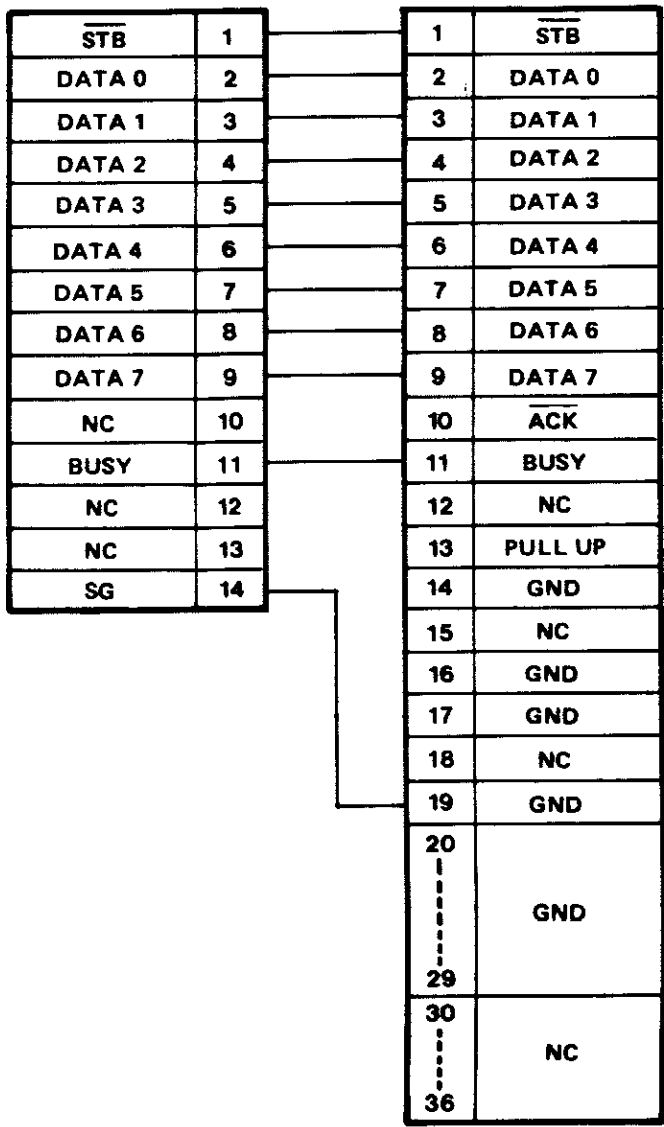 STB 1 1 STB
DATA 0 2 2 DATA 0
DATA 1 3 3 DATA 1
DATA 2 4 4 DATA 2
DATA 3 5 5 DATA 3
DATA 4 6 6 DATA 4
DATA 5 7 7 DATA 5
DATA 6 8 8 DATA 6
DATA 7 9 9 DATA 7
NC 10 10 ACK
BUSY 11 11 BUSY
NC 12 12 NC
NC 13 13 PULL UP
SG 14 14 GND
15 NC
16 GND
17 GND
18 NC
19 GND
20
GND
29
30
NC
36